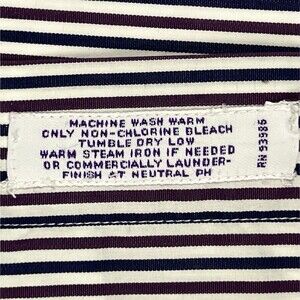 MACHINE WASH WARM
ONLY NON-CHLORINE BLEACH
TUMBLE DRY LOW
WARM STEAM IRON IF NEEDED
OR COMMERCIALLY LAUNDER-
FINISH AT NEUTRAL PH
RN 93986